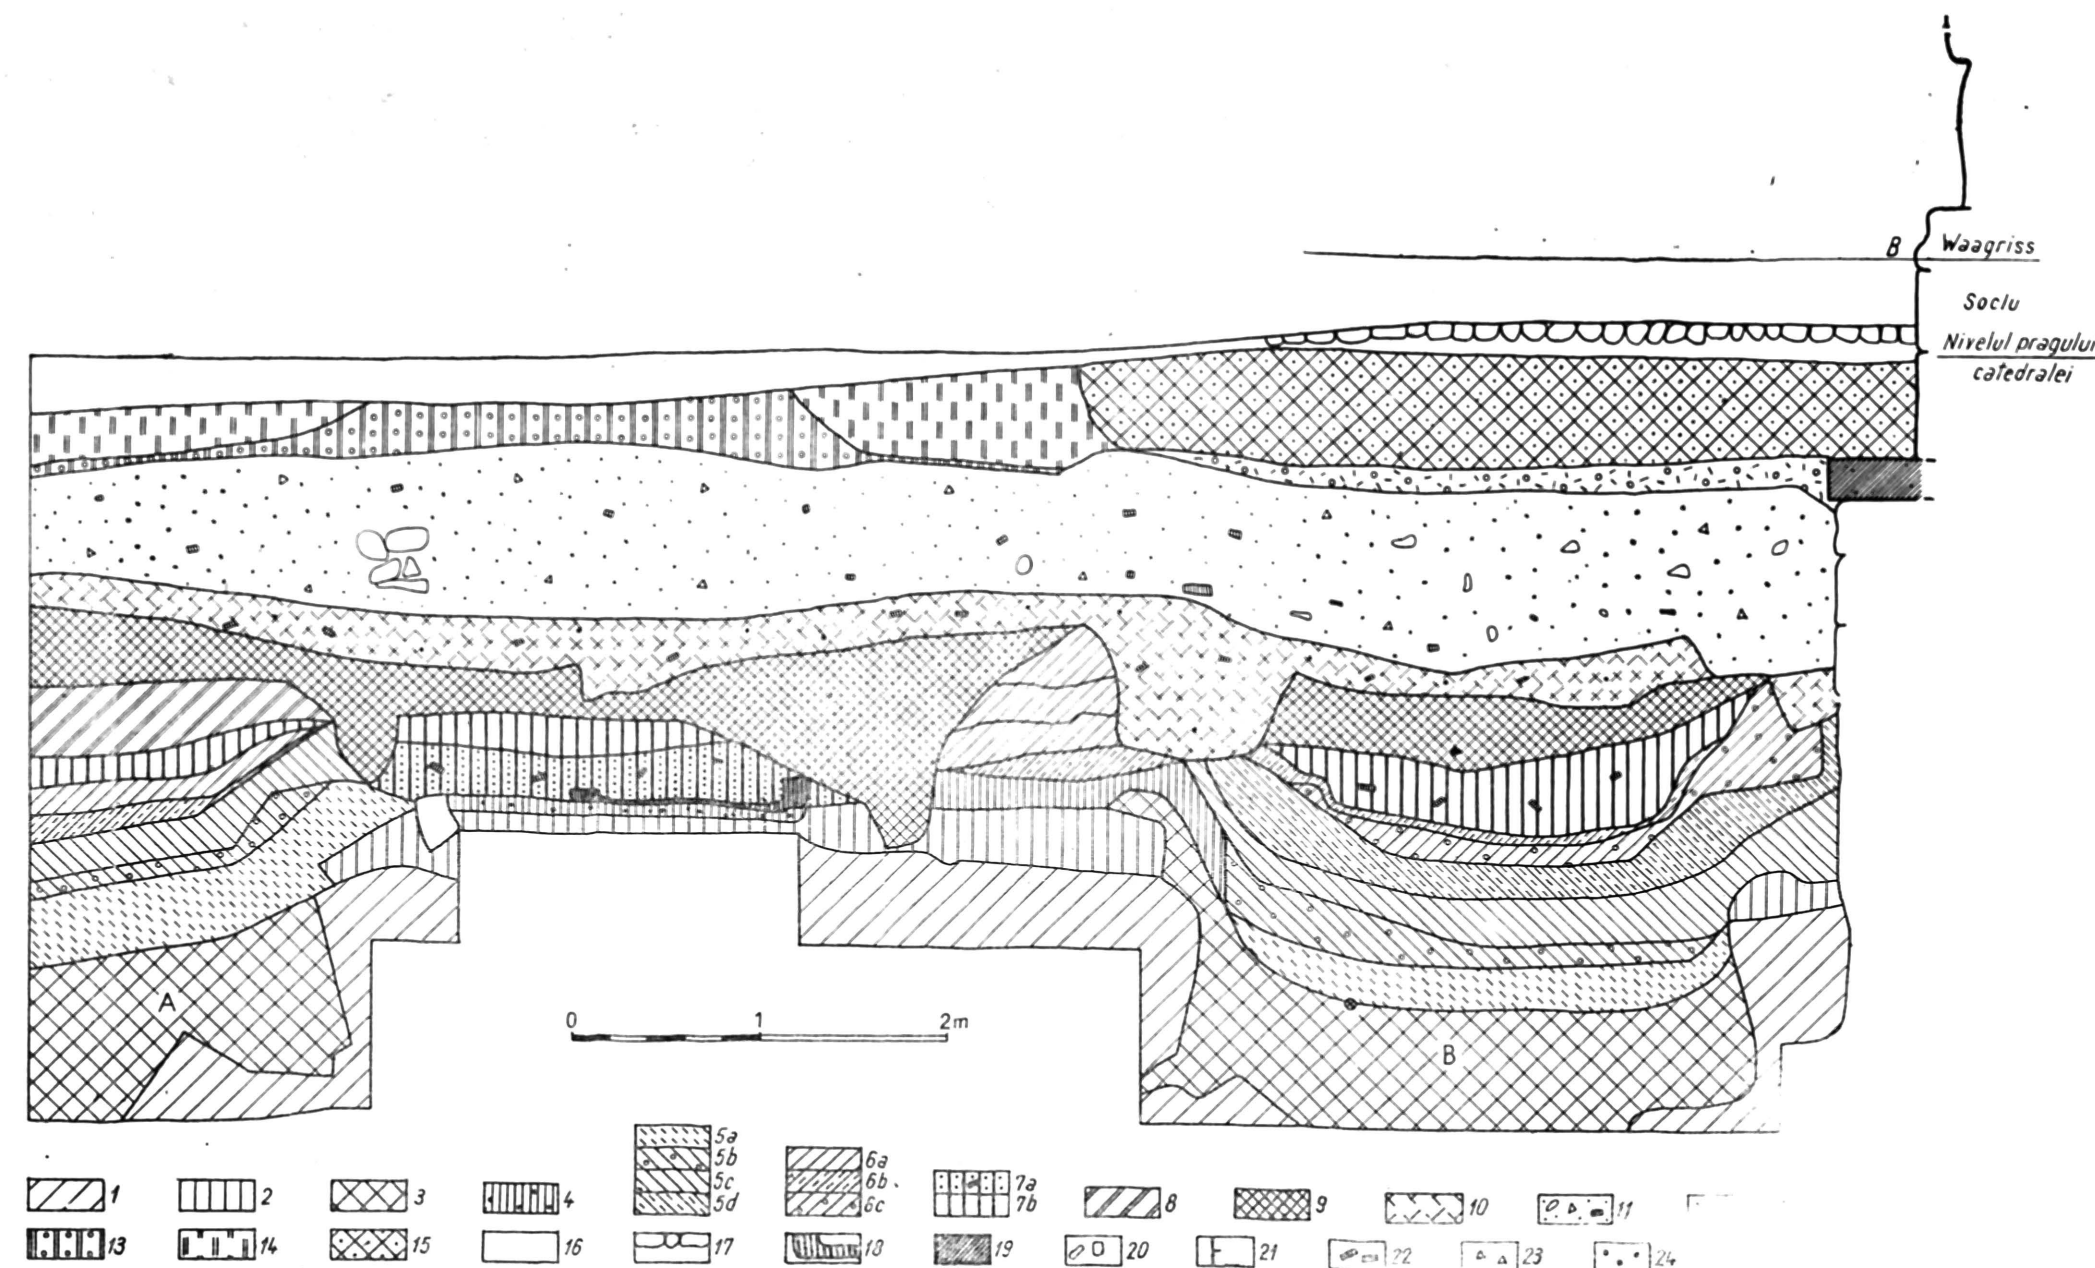 B Waagriss
Soclu
Nivelul pragului
catedralei
A
0 1 2m
B
5a
5b
5c
5d
6a
6b
6c
7a
7b
1 2 3 4 8 9 10 11
13 14 15 16 17 18 19 20 21 22 23 24